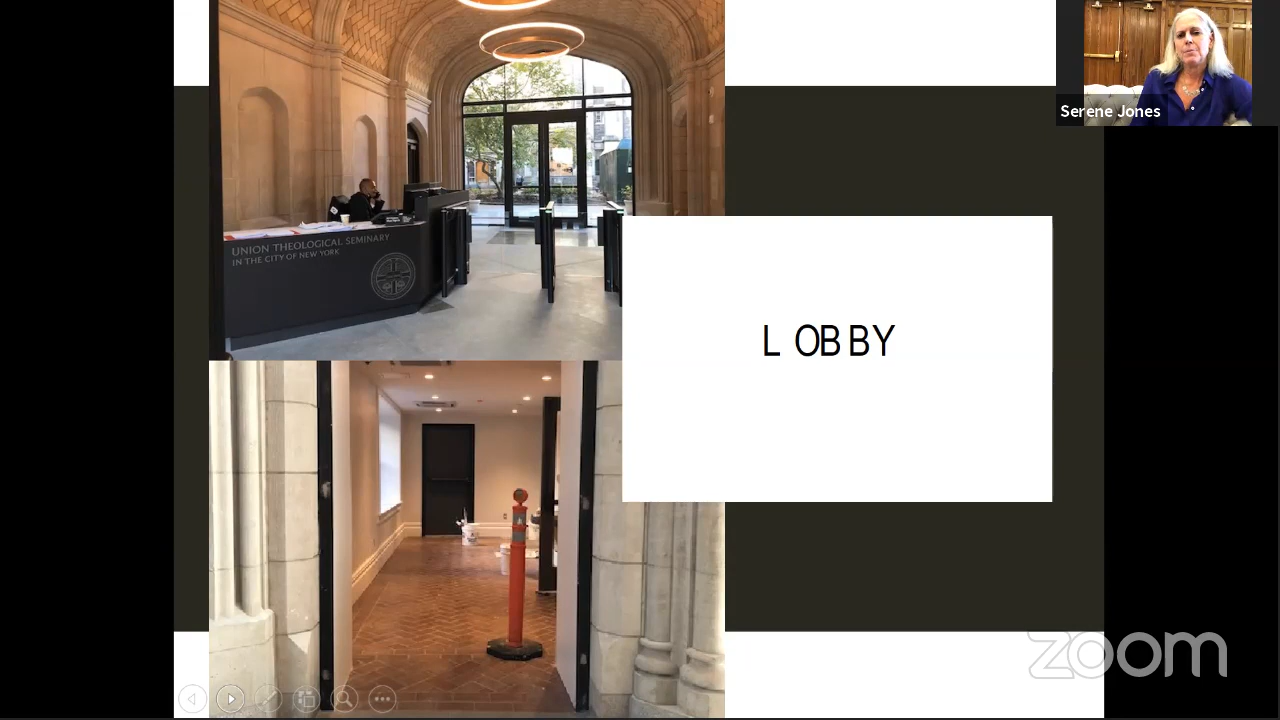 Serene Jones
UNION THEOLOGICAL SEMINARY
IN THE CITY OF NEW YORK
LOBBY
zoom